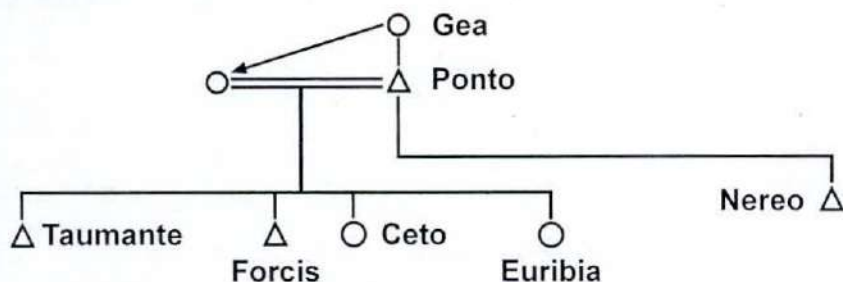 Gea
Ponto
Nereo
Taumante
Ceto
Forcis
Euribia